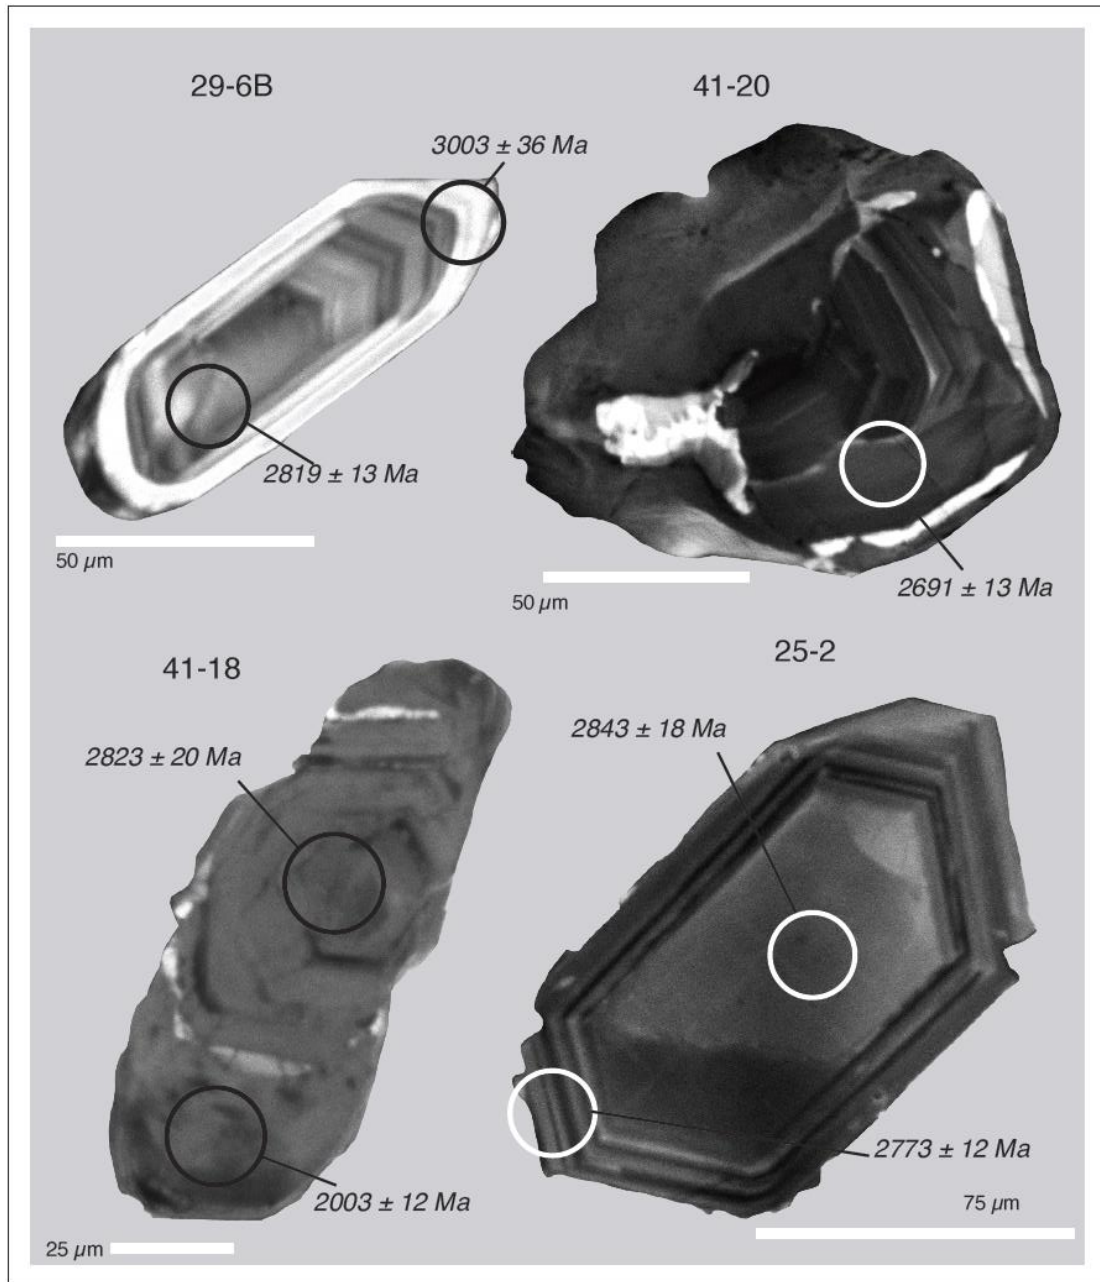 29-6B
41-20
3003 ± 36 Ma
2819 ± 13 Ma
50 µm
2691 ± 13 Ma
50 µm
41-18
25-2
2843 ± 18 Ma
2823 ± 20 Ma
2773 ± 12 Ma
2003 ± 12 Ma
75 µm
25 µm